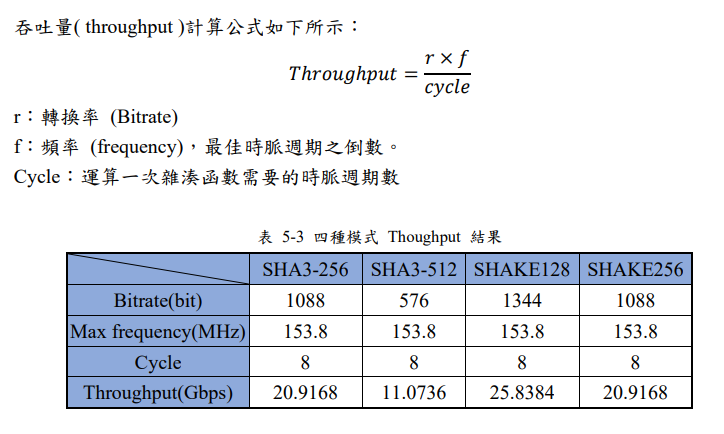 吞吐量( throughput )計算公式如下所示：
Throughput = r × f / cycle
r：轉換率 (Bitrate)
f：頻率 (frequency)，最佳時脈週期之倒數。
Cycle：運算一次雜湊函數需要的時脈週期數
表 5-3 四種模式 Thoughput 結果
SHA3-256 SHA3-512 SHAKE128 SHAKE256
Bitrate(bit) 1088 576 1344 1088
Max frequency(MHz) 153.8 153.8 153.8 153.8
Cycle 8 8 8 8
Throughput(Gbps) 20.9168 11.0736 25.8384 20.9168